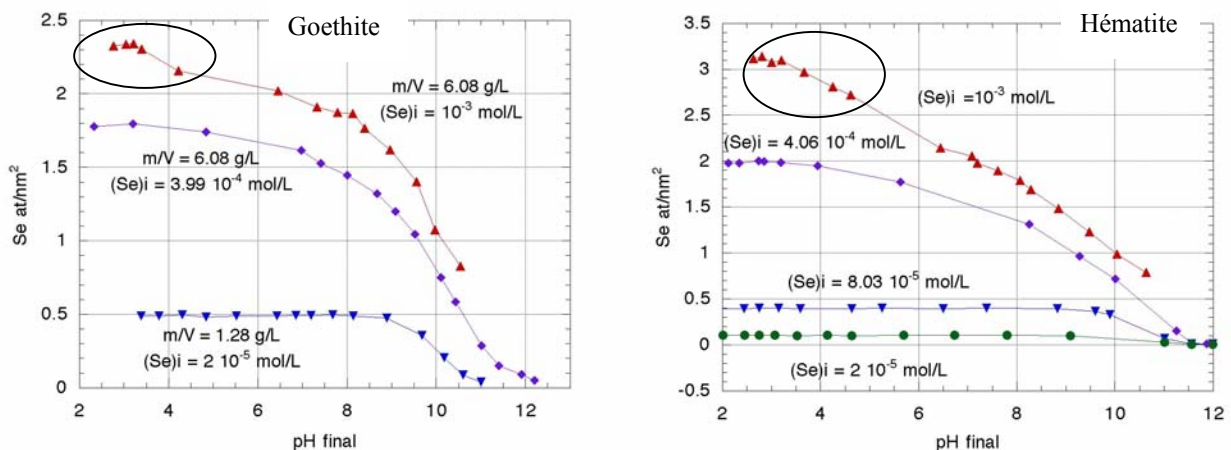 Goethite
Se at/nm²
2.5
2
1.5
1
0.5
0
m/V = 6.08 g/L
(Se)i = 10⁻³ mol/L
m/V = 6.08 g/L
(Se)i = 3.99 10⁻⁴ mol/L
m/V = 1.28 g/L
(Se)i = 2 10⁻⁵ mol/L
2 4 6 8 10 12
pH final
Hématite
Se at/nm²
3.5
3
2.5
2
1.5
1
0.5
0
-0.5
(Se)i =10⁻³ mol/L
(Se)i = 4.06 10⁻⁴ mol/L
(Se)i = 8.03 10⁻⁵ mol/L
(Se)i = 2 10⁻⁵ mol/L
2 4 6 8 10 12
pH final